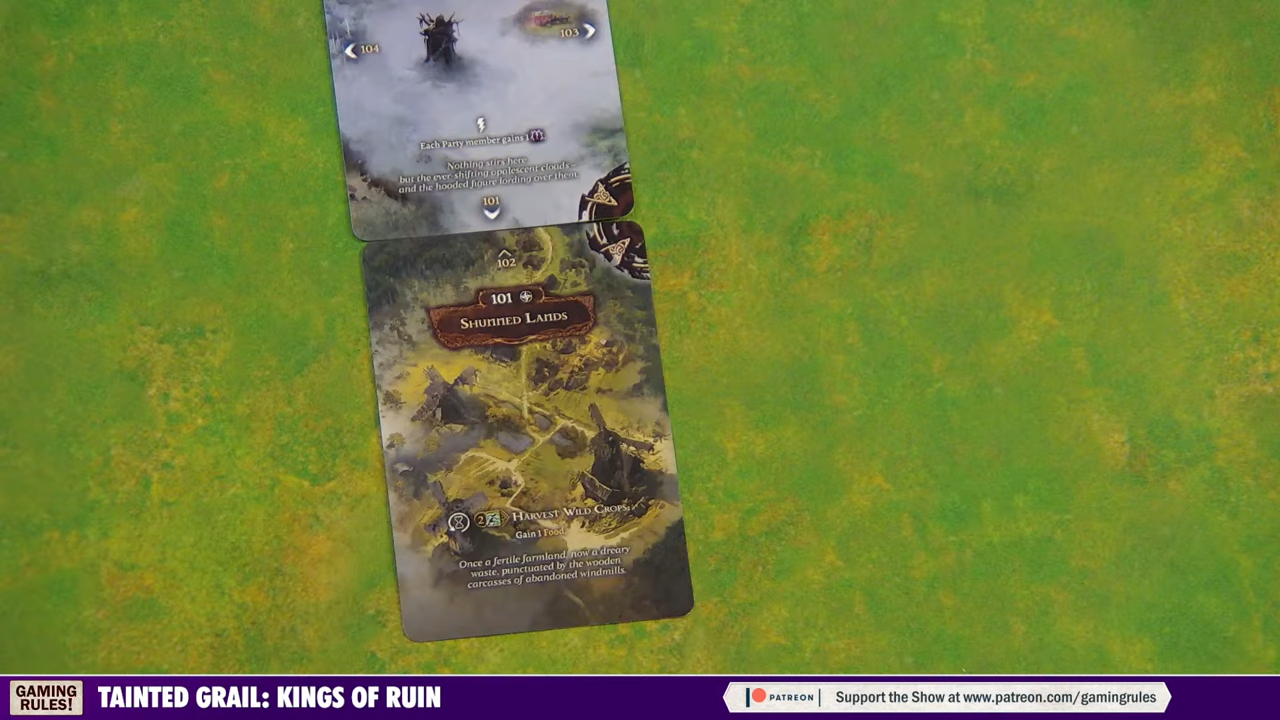 104
103
Each Party member gains 1
Nothing stirs here
but the ever-shifting opalescent clouds –
and the hooded figure lording over them.
101
102
101
SHUNNED LANDS
2 HARVEST WILD CROPS:
Gain 1 Food.
Once a fertile farmland, now a dreary
waste, punctuated by the wooden
carcasses of abandoned windmills.
GAMING
RULES!
TAINTED GRAIL: KINGS OF RUIN
PATREON
Support the Show at www.patreon.com/gamingrules